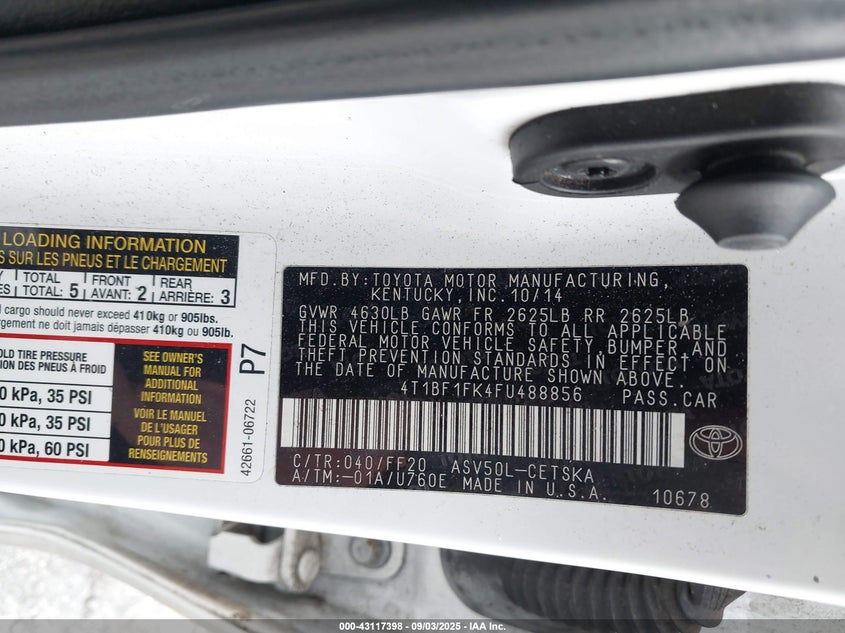 LOADING INFORMATION
S SUR LES PNEUS ET LE CHARGEMENT
TOTAL FRONT REAR
TOTAL: 5 AVANT: 2 ARRIÈRE: 3
cargo should never exceed 410kg or 905lbs.
ne doit jamais dépasser 410kg ou 905lb.
TIRE PRESSURE
DES PNEUS À FROID
kPa, 35 PSI
kPa, 35 PSI
kPa, 60 PSI
SEE OWNER'S
MANUAL FOR
ADDITIONAL
INFORMATION
VOIR LE MANUEL
DE L'USAGER
POUR PLUS DE
RENSEIGNEMENTS
P7
42661-06722
MFD.BY:TOYOTA MOTOR MANUFACTURING,
KENTUCKY,INC.10/14
GVWR 4630LB GAWR FR 2625LB RR 2625LB
THIS VEHICLE CONFORMS TO ALL APPLICABLE
FEDERAL MOTOR VEHICLE SAFETY,BUMPER,AND
THEFT PREVENTION STANDARDS IN EFFECT ON
THE DATE OF MANUFACTURE SHOWN ABOVE.
4T1BF1FK4FU488856 PASS.CAR
C/TR:040/FF20 ASV50L-CETSKA
A/TM:-01A/U760E MADE IN U.S.A.
10678
000-43117398 - 09/03/2025 - IAA Inc.